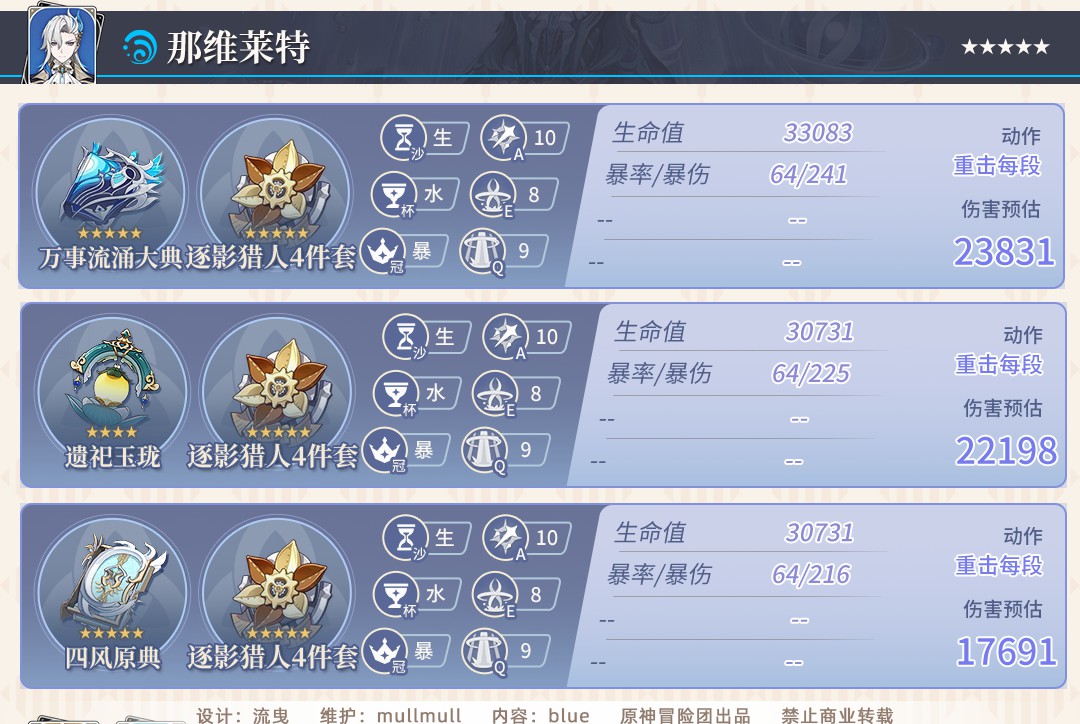 那维莱特 ★★★★★
沙 生 A 10
杯 水 E 8
冠 暴 Q 9
★★★★★ ★★★★★
万事流涌大典 逐影猎人4件套
生命值 33083
暴率/暴伤 64/241
-- --
-- --
动作
重击每段
伤害预估
23831
沙 生 A 10
杯 水 E 8
冠 暴 Q 9
★★★★ ★★★★★
遗祀玉珑 逐影猎人4件套
生命值 30731
暴率/暴伤 64/225
-- --
-- --
动作
重击每段
伤害预估
22198
沙 生 A 10
杯 水 E 8
冠 暴 Q 9
★★★★★ ★★★★★
四风原典 逐影猎人4件套
生命值 30731
暴率/暴伤 64/216
-- --
-- --
动作
重击每段
伤害预估
17691
设计：流曳 维护：mullmull 内容：blue 原神冒险团出品 禁止商业转载